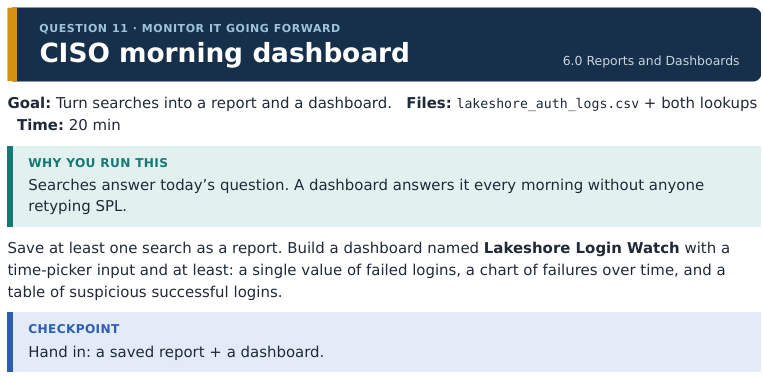 QUESTION 11 · MONITOR IT GOING FORWARD
CISO morning dashboard
6.0 Reports and Dashboards
Goal: Turn searches into a report and a dashboard. Files: lakeshore_auth_logs.csv + both lookups
Time: 20 min
WHY YOU RUN THIS
Searches answer today’s question. A dashboard answers it every morning without anyone
retyping SPL.
Save at least one search as a report. Build a dashboard named Lakeshore Login Watch with a
time-picker input and at least: a single value of failed logins, a chart of failures over time, and a
table of suspicious successful logins.
CHECKPOINT
Hand in: a saved report + a dashboard.